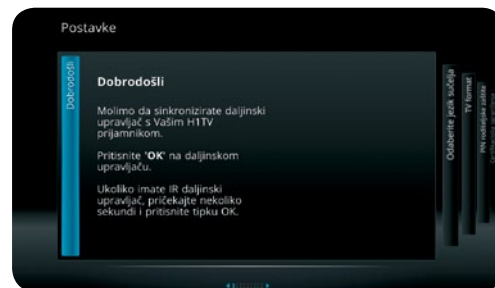 Postavke
Dobrodošli
Dobrodošli
Molimo da sinkronizirate daljinski
upravljač s Vašim H1TV
prijamnikom.
Pritisnite 'OK' na daljinskom
upravljaču.
Ukoliko imate IR daljinski
upravljač, pričekajte nekoliko
sekundi i pritisnite tipku OK.
Odaberite jezik sučelja
TV format
PIN roditeljske zaštite